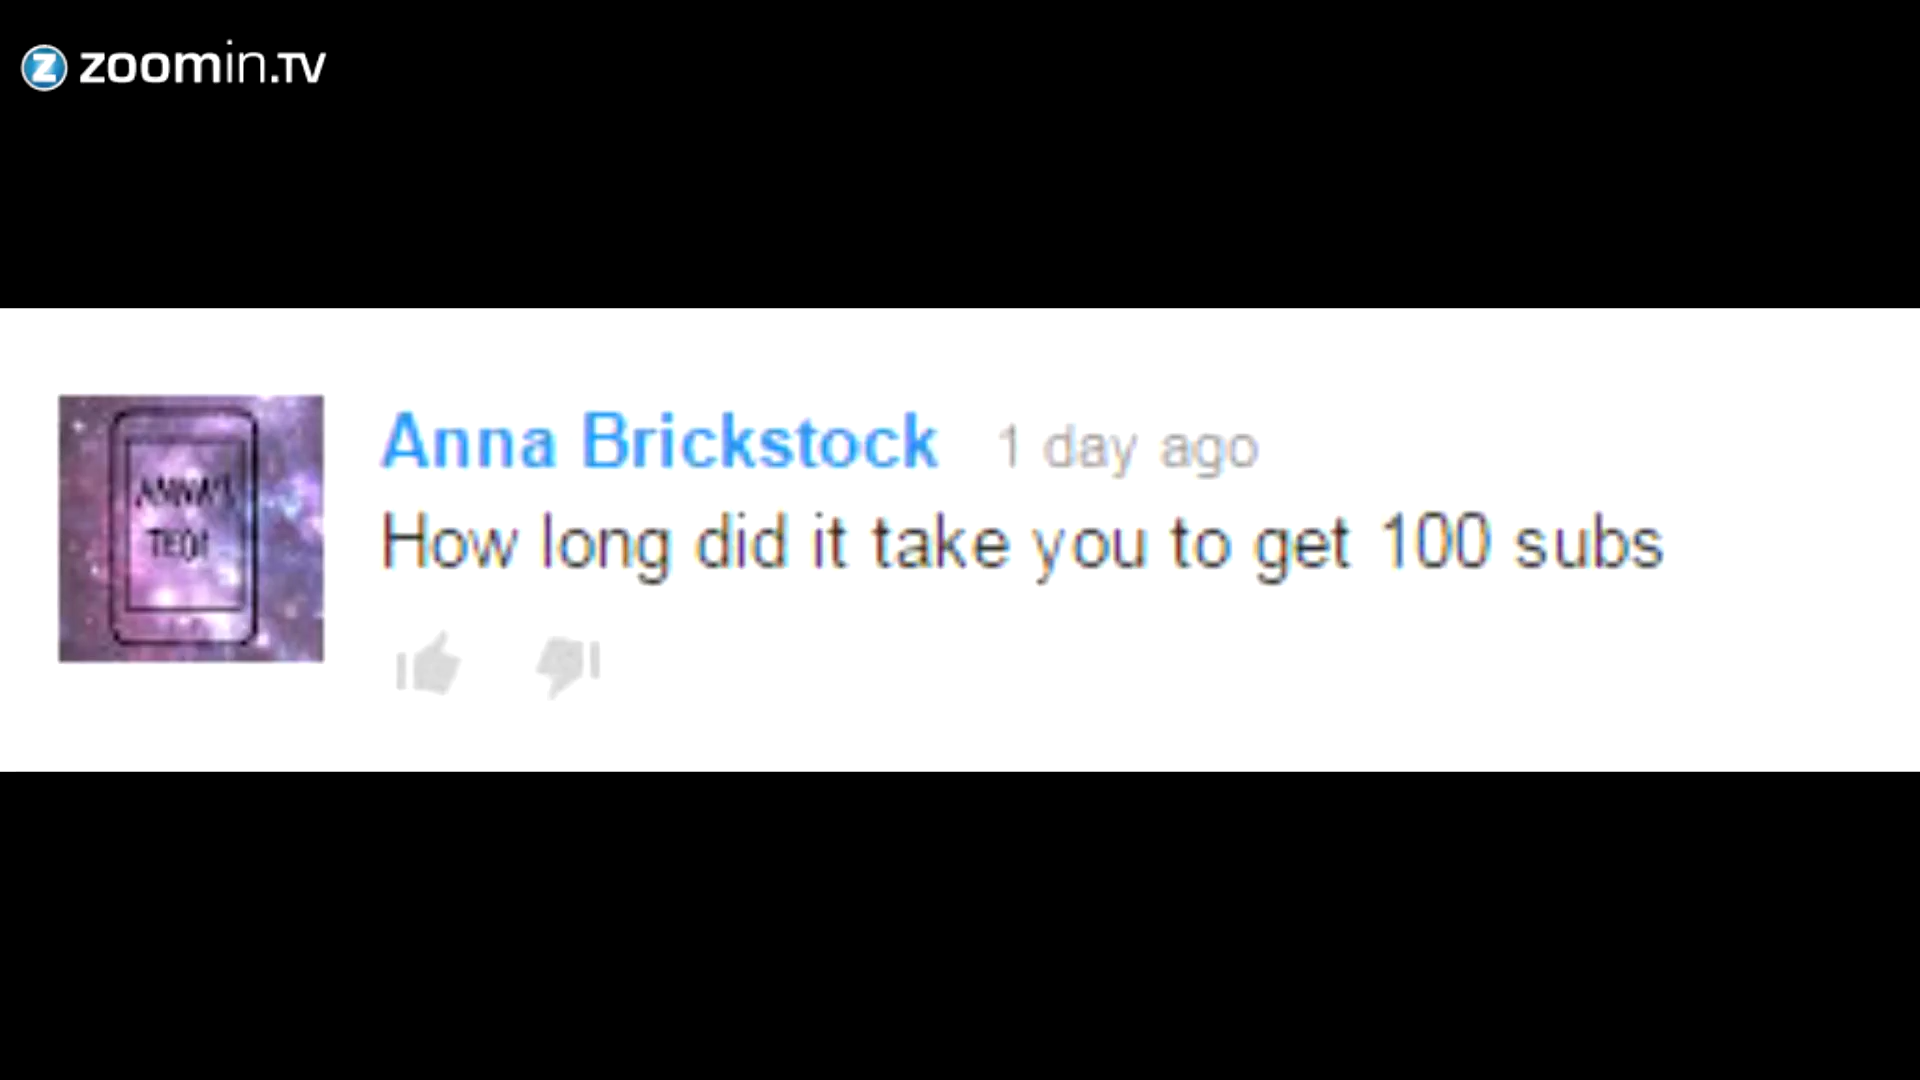 zoomin.TV
Anna Brickstock 1 day ago
How long did it take you to get 100 subs